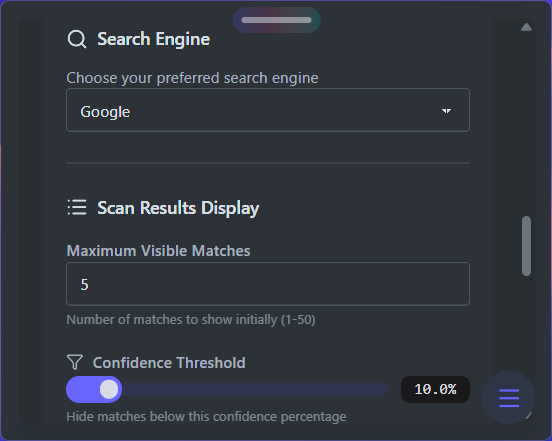 Search Engine
Choose your preferred search engine
Google
Scan Results Display
Maximum Visible Matches
5
Number of matches to show initially (1-50)
Confidence Threshold
10.0%
Hide matches below this confidence percentage